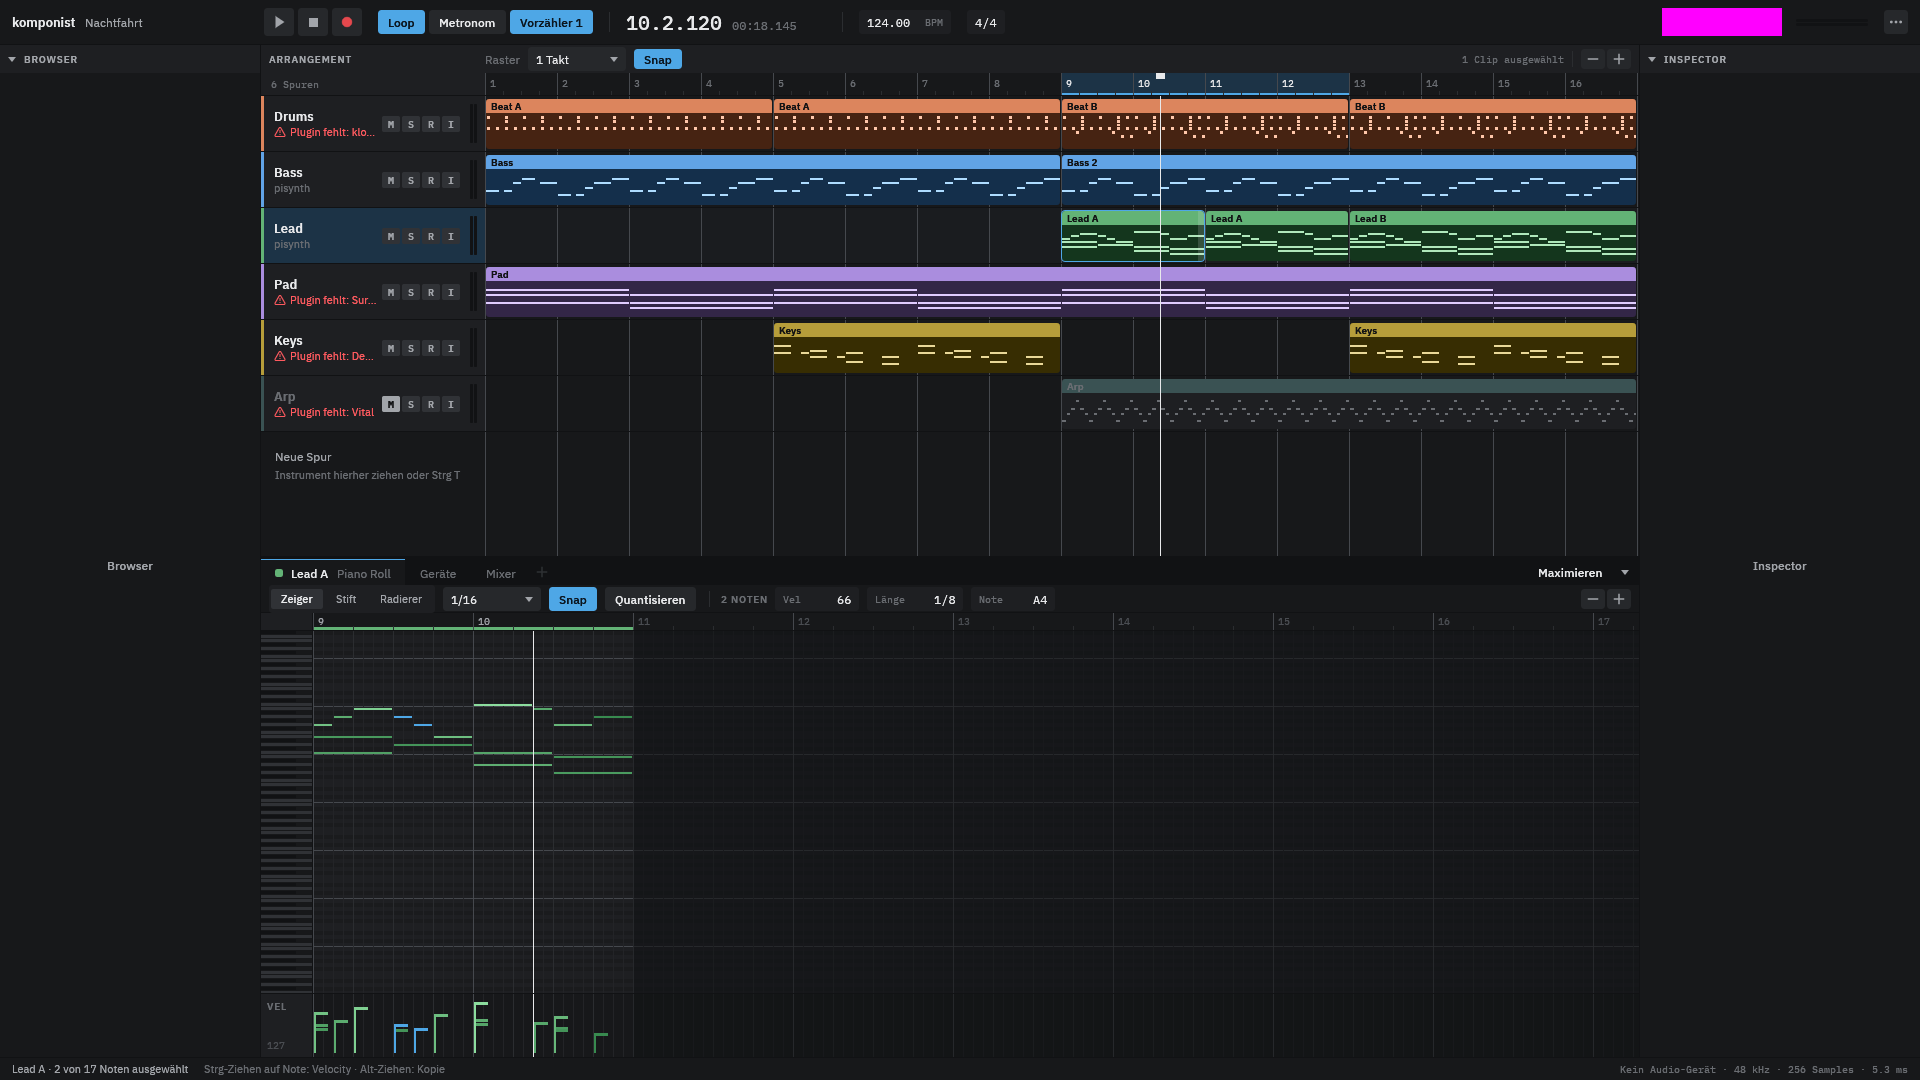 komponist Nachtfahrt Loop Metronom Vorzähler 1 10.2.120 00:18.145 124.00 BPM 4/4
BROWSER
ARRANGEMENT Raster 1 Takt Snap 1 Clip ausgewählt
INSPECTOR
6 Spuren 1 2 3 4 5 6 7 8 9 10 11 12 13 14 15 16
Drums M S R I
Plugin fehlt: klo...
Beat A Beat A Beat B Beat B
Bass M S R I
pisynth
Bass Bass 2
Lead M S R I
pisynth
Lead A Lead A Lead B
Pad M S R I
Plugin fehlt: Sur...
Pad
Keys M S R I
Plugin fehlt: De...
Keys Keys
Arp M S R I
Plugin fehlt: Vital
Arp
Neue Spur
Instrument hierher ziehen oder Strg T
Browser
Inspector
Lead A Piano Roll Geräte Mixer + Maximieren
Zeiger Stift Radierer 1/16 Snap Quantisieren 2 NOTEN Vel 66 Länge 1/8 Note A4
9 10 11 12 13 14 15 16 17
VEL
127
Lead A · 2 von 17 Noten ausgewählt Strg-Ziehen auf Note: Velocity · Alt-Ziehen: Kopie
Kein Audio-Gerät · 48 kHz · 256 Samples · 5.3 ms